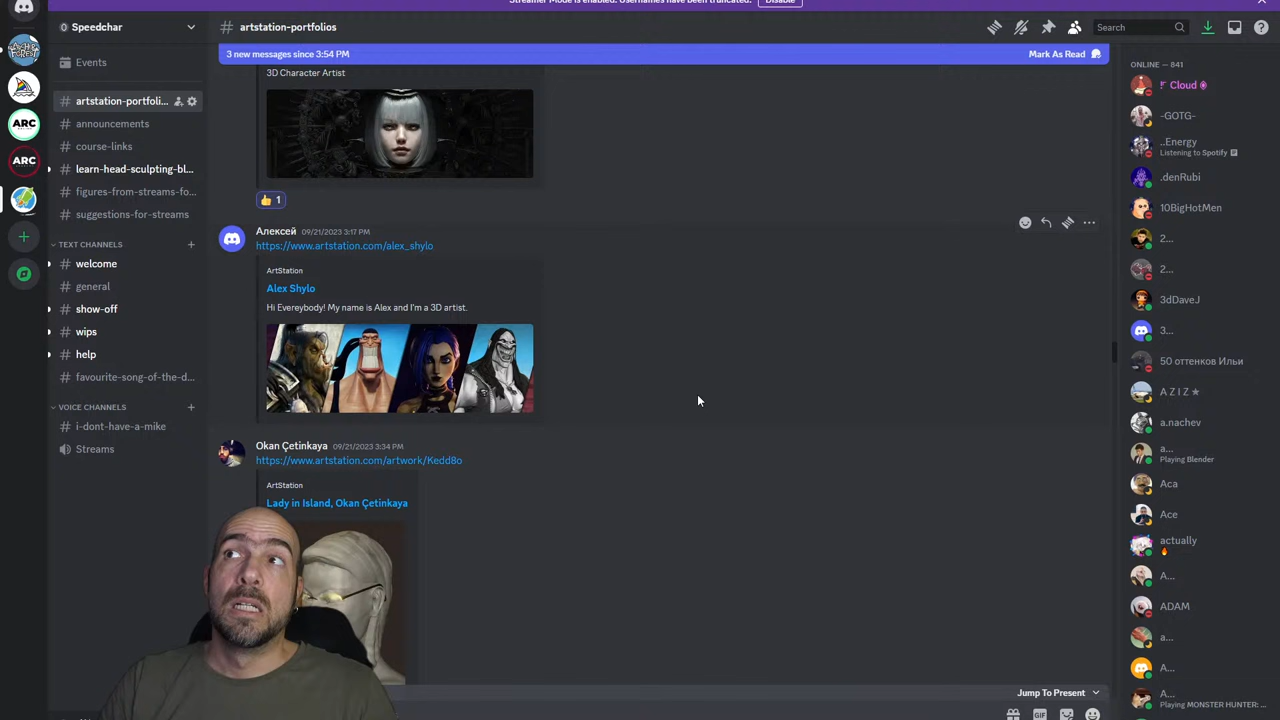 Streamer Mode is enabled. Usernames have been truncated.
Disable
Speedchar
artstation-portfolios
Search
3 new messages since 3:54 PM
Mark As Read
Events
artstation-portfoli...
announcements
course-links
learn-head-sculpting-bl...
figures-from-streams-fo...
suggestions-for-streams
TEXT CHANNELS
welcome
general
show-off
wips
help
favourite-song-of-the-d...
VOICE CHANNELS
i-dont-have-a-mike
Streams
3D Character Artist
ARC
ARC
1
Алексей 09/21/2023 3:17 PM
https://www.artstation.com/alex_shylo
ArtStation
Alex Shylo
Hi Evereybody! My name is Alex and I'm a 3D artist.
Okan Çetinkaya 09/21/2023 3:34 PM
https://www.artstation.com/artwork/Kedd8o
ArtStation
Lady in Island, Okan Çetinkaya
Jump To Present
GIF
ONLINE — 841
Cloud
-GOTG-
..Energy
Listening to Spotify
.denRubi
10BigHotMen
2...
2...
3dDaveJ
3...
50 оттенков Ильи
A Z I Z ★
a.nachev
a...
Playing Blender
Aca
Ace
actually
A...
ADAM
a...
A...
A...
Playing MONSTER HUNTER: ...